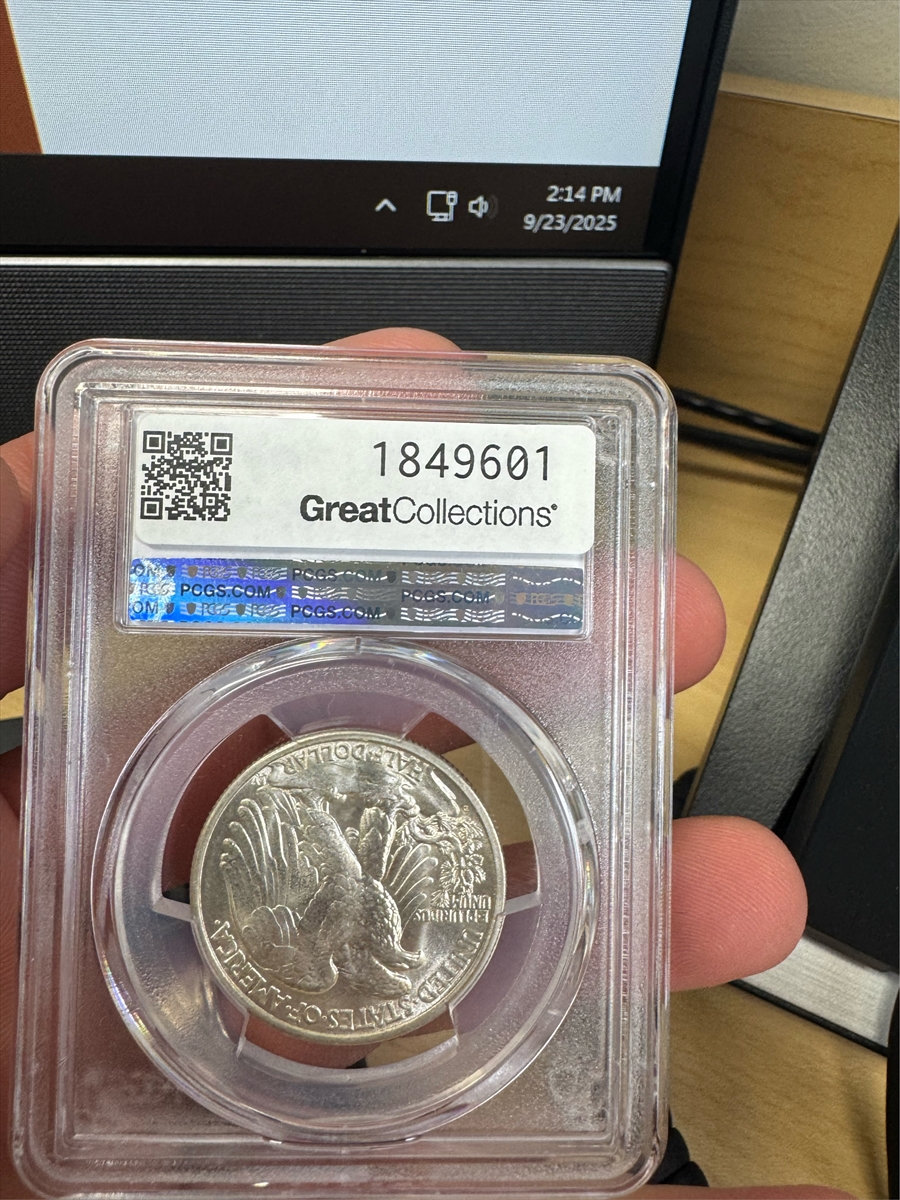 2:14 PM
9/23/2025
1849601
GreatCollections®
PCGS.COM
PCGS.COM PCGS.COM
PCGS.COM
HALF DOLLAR
E PLURIBUS
UNUM
UNITED·STATES·OF·AMERICA